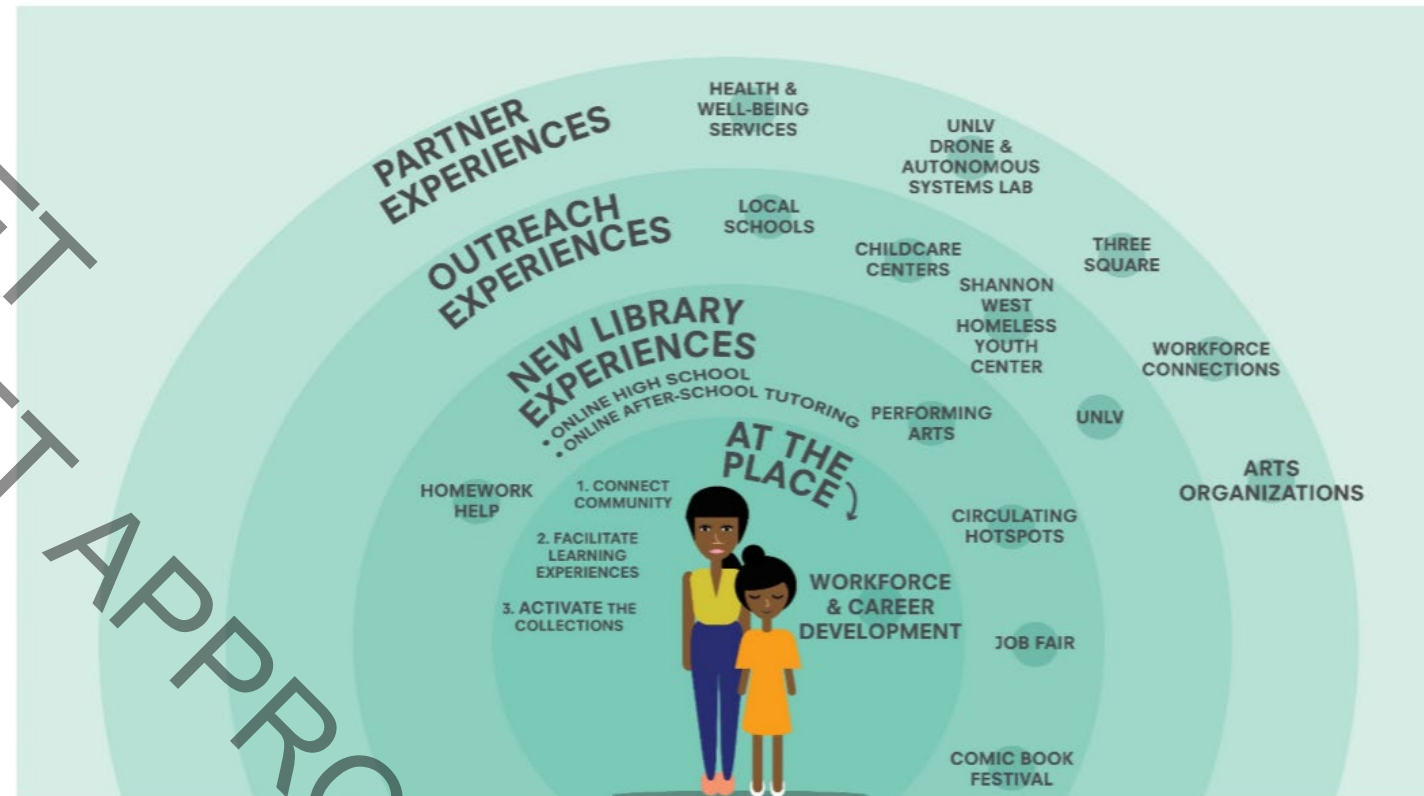 PARTNER
EXPERIENCES
HEALTH &
WELL-BEING
SERVICES
UNLV
DRONE &
AUTONOMOUS
SYSTEMS LAB
OUTREACH
EXPERIENCES
LOCAL
SCHOOLS
CHILDCARE
CENTERS
THREE
SQUARE
SHANNON
WEST
HOMELESS
YOUTH
CENTER
NEW LIBRARY
EXPERIENCES
• ONLINE HIGH SCHOOL
• ONLINE AFTER-SCHOOL TUTORING
WORKFORCE
CONNECTIONS
PERFORMING
ARTS
UNLV
AT THE
PLACE
ARTS
ORGANIZATIONS
HOMEWORK
HELP
1. CONNECT
COMMUNITY
2. FACILITATE
LEARNING
EXPERIENCES
3. ACTIVATE THE
COLLECTIONS
CIRCULATING
HOTSPOTS
WORKFORCE
& CAREER
DEVELOPMENT
JOB FAIR
COMIC BOOK
FESTIVAL